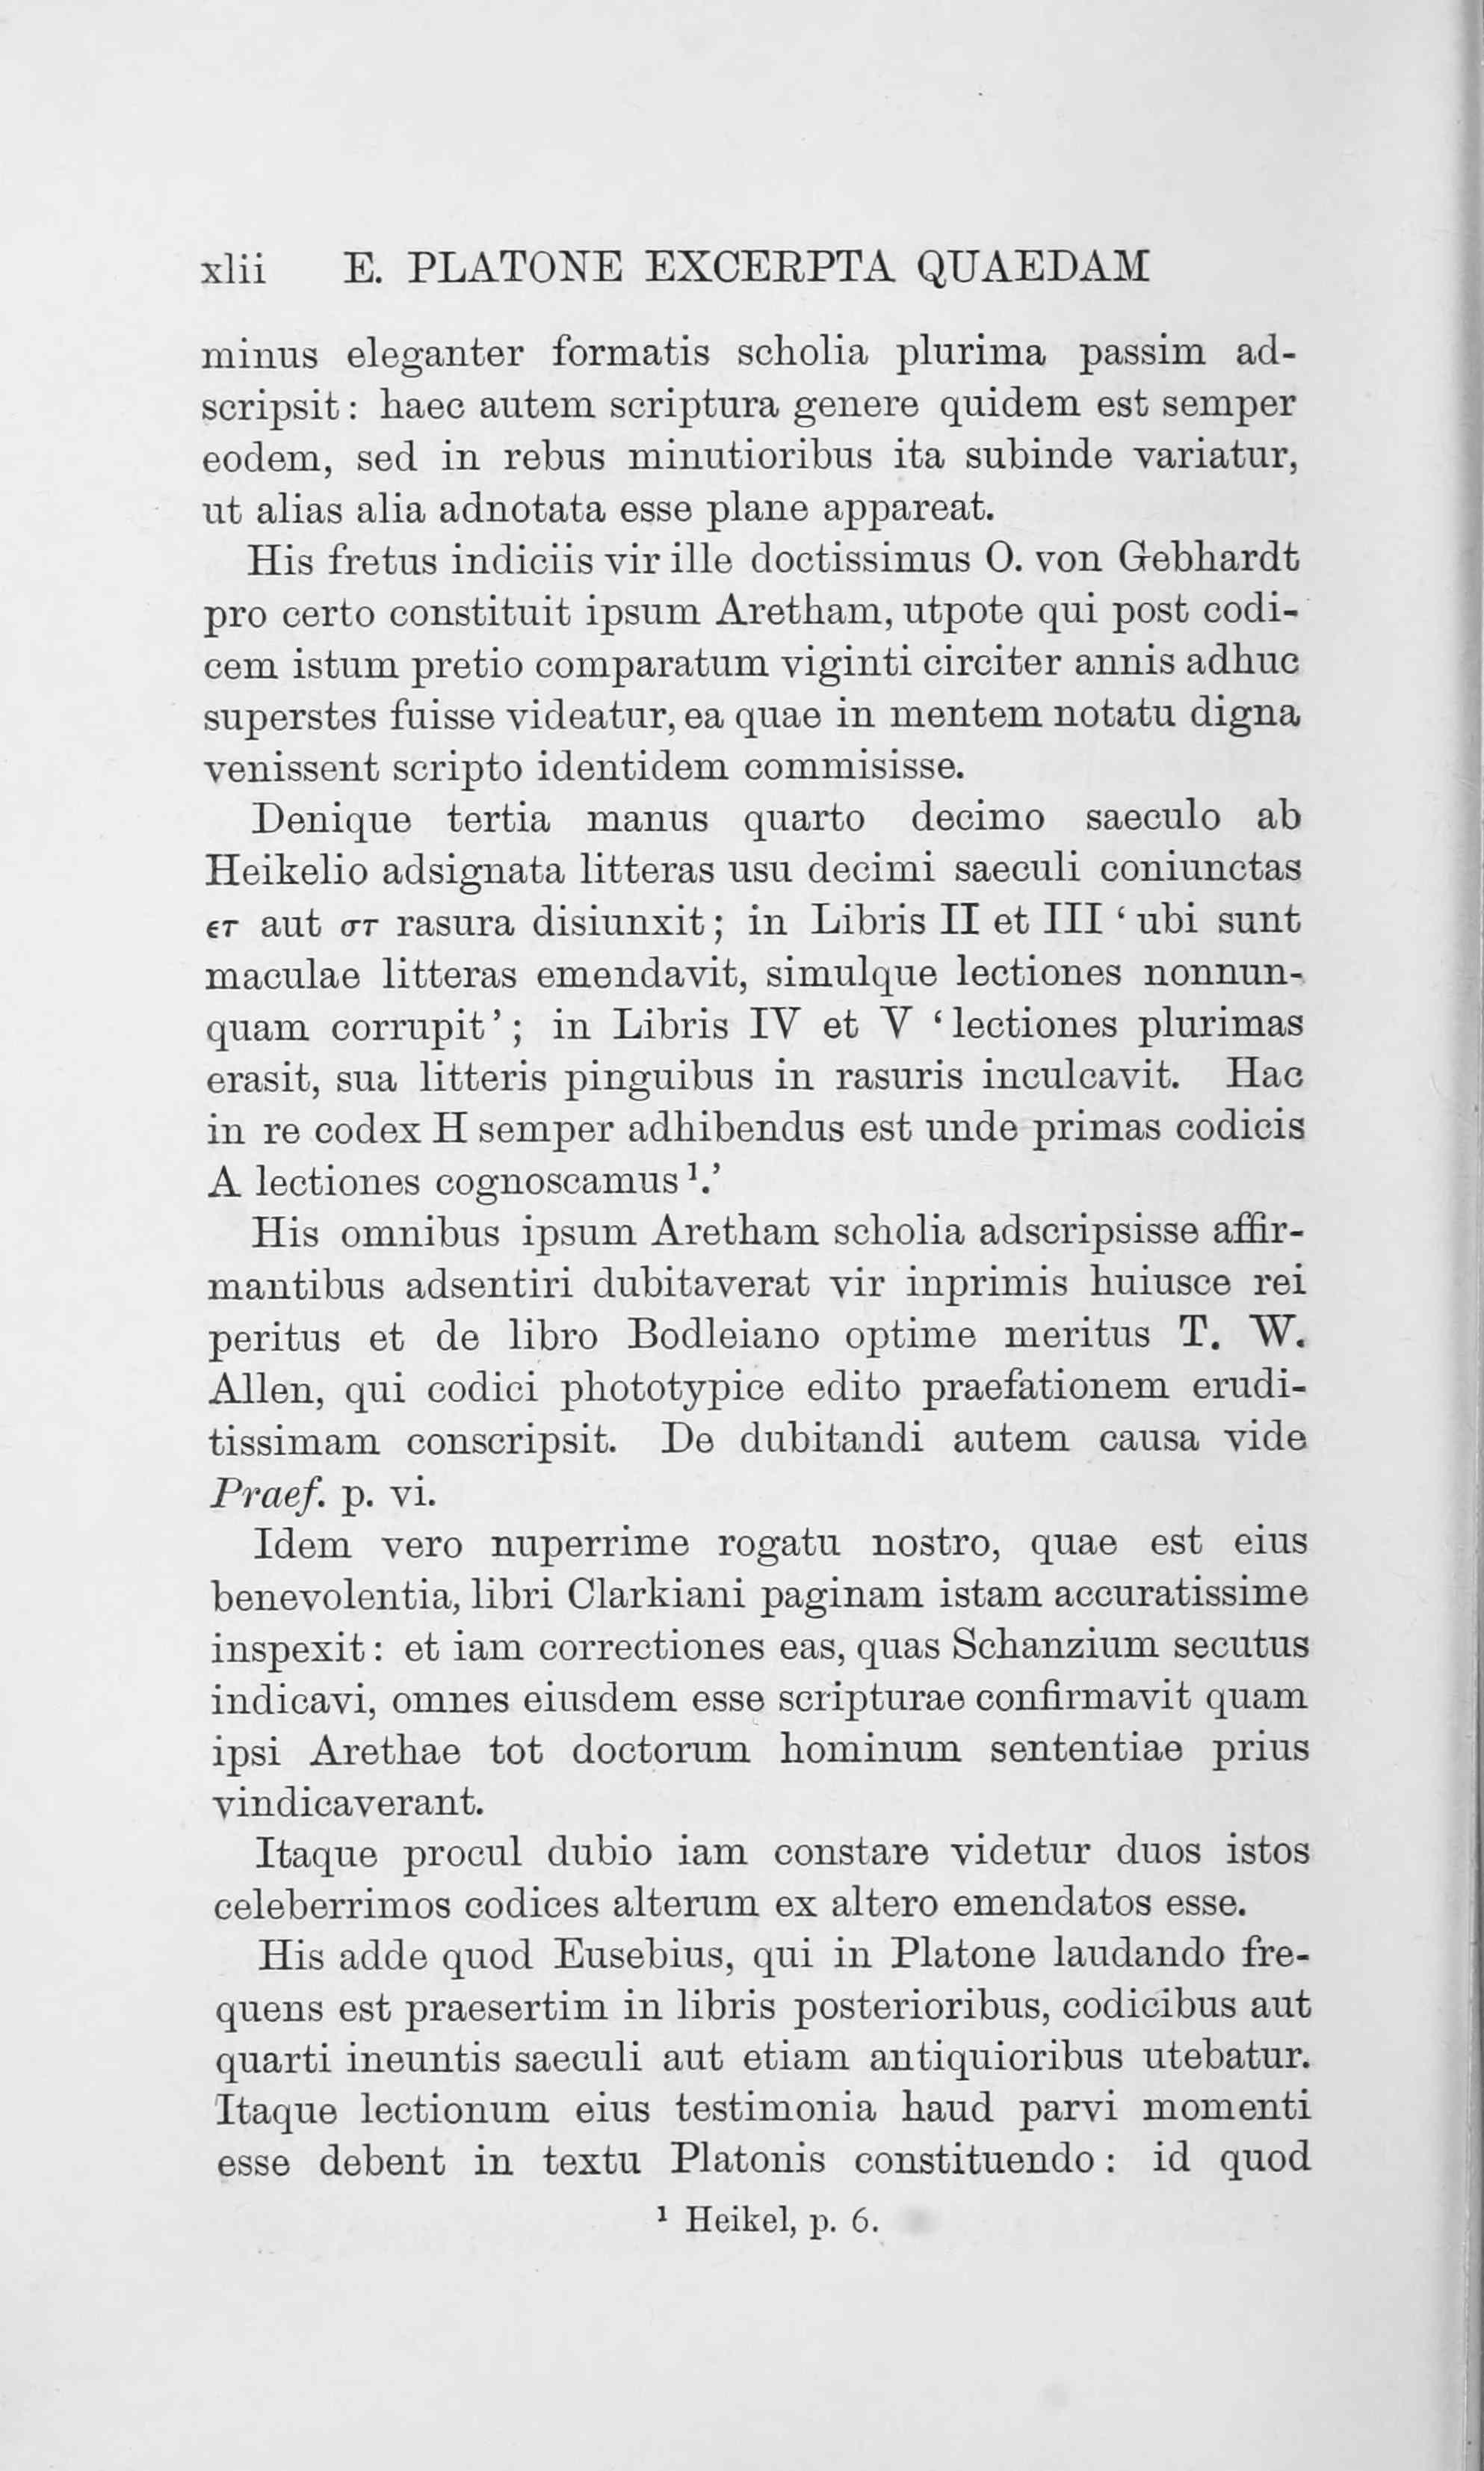 xlii E. PLATONE EXCERPTA QUAEDAM
minus eleganter formatis scholia plurima passim ad-
scripsit: haec autem scriptura genere quidem est semper
eodem, sed in rebus minutioribus ita subinde variatur,
ut alias alia adnotata esse plane appareat.
His fretus indiciis vir ille doctissimus O. von Gebhardt
pro certo constituit ipsum Aretham, utpote qui post codi-
cem istum pretio comparatum viginti circiter annis adhuc
superstes fuisse videatur, ea quae in mentem notatu digna
venissent scripto identidem commisisse.
Denique tertia manus quarto decimo saeculo ab
Heikelio adsignata litteras usu decimi saeculi coniunctas
ετ aut στ rasura disiunxit; in Libris II et III ‘ubi sunt
maculae litteras emendavit, simulque lectiones nonnun-
quam corrupit’; in Libris IV et V ‘lectiones plurimas
erasit, sua litteris pinguibus in rasuris inculcavit. Hac
in re codex H semper adhibendus est unde primas codicis
A lectiones cognoscamus¹.’
His omnibus ipsum Aretham scholia adscripsisse affir-
mantibus adsentiri dubitaverat vir inprimis huiusce rei
peritus et de libro Bodleiano optime meritus T. W.
Allen, qui codici phototypice edito praefationem erudi-
tissimam conscripsit. De dubitandi autem causa vide
Praef. p. vi.
Idem vero nuperrime rogatu nostro, quae est eius
benevolentia, libri Clarkiani paginam istam accuratissime
inspexit: et iam correctiones eas, quas Schanzium secutus
indicavi, omnes eiusdem esse scripturae confirmavit quam
ipsi Arethae tot doctorum hominum sententiae prius
vindicaverant.
Itaque procul dubio iam constare videtur duos istos
celeberrimos codices alterum ex altero emendatos esse.
His adde quod Eusebius, qui in Platone laudando fre-
quens est praesertim in libris posterioribus, codicibus aut
quarti ineuntis saeculi aut etiam antiquioribus utebatur.
Itaque lectionum eius testimonia haud parvi momenti
esse debent in textu Platonis constituendo: id quod
¹ Heikel, p. 6.